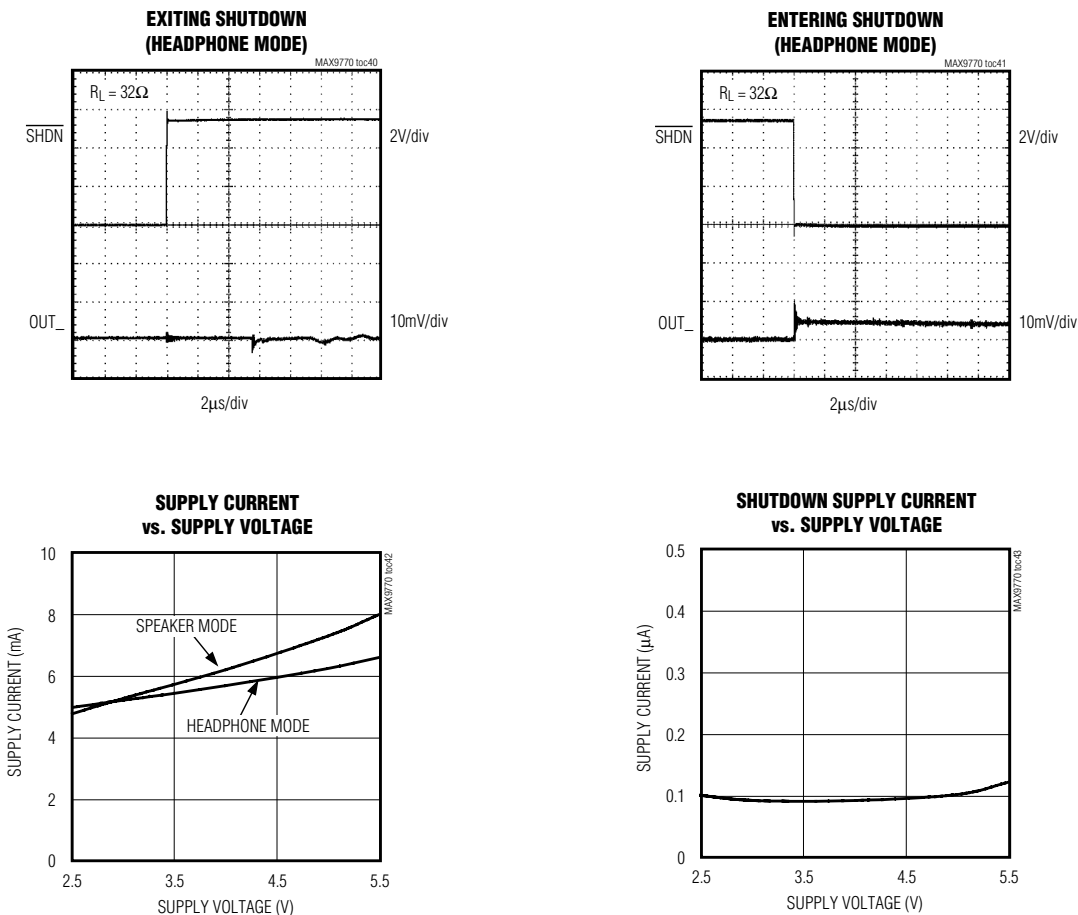 EXITING SHUTDOWN
(HEADPHONE MODE)
MAX9770 toc40
RL = 32Ω
SHDN
2V/div
OUT_
10mV/div
2μs/div
ENTERING SHUTDOWN
(HEADPHONE MODE)
MAX9770 toc41
RL = 32Ω
SHDN
2V/div
OUT_
10mV/div
2μs/div
SUPPLY CURRENT
vs. SUPPLY VOLTAGE
MAX9770 toc42
10
8
6
4
2
0
SUPPLY CURRENT (mA)
SPEAKER MODE
HEADPHONE MODE
2.5 3.5 4.5 5.5
SUPPLY VOLTAGE (V)
SHUTDOWN SUPPLY CURRENT
vs. SUPPLY VOLTAGE
MAX9770 toc43
0.5
0.4
0.3
0.2
0.1
0
SUPPLY CURRENT (μA)
2.5 3.5 4.5 5.5
SUPPLY VOLTAGE (V)